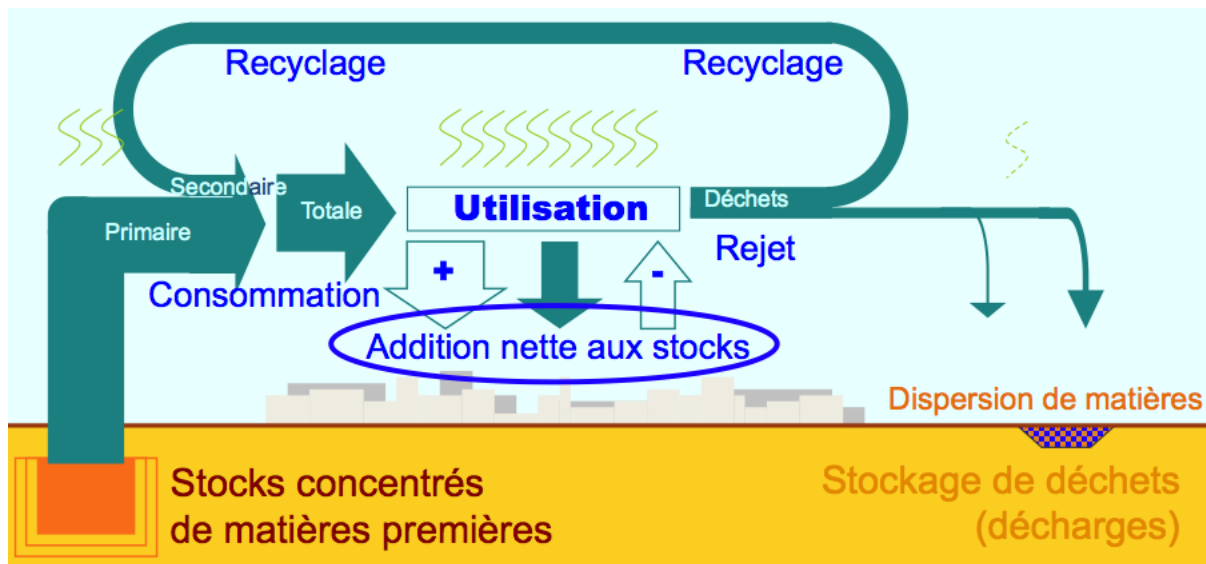 Recyclage
Recyclage
Secondaire
Primaire
Totale
Utilisation
Déchets
Rejet
Consommation
+
-
Addition nette aux stocks
Dispersion de matières
Stocks concentrés
de matières premières
Stockage de déchets
(décharges)